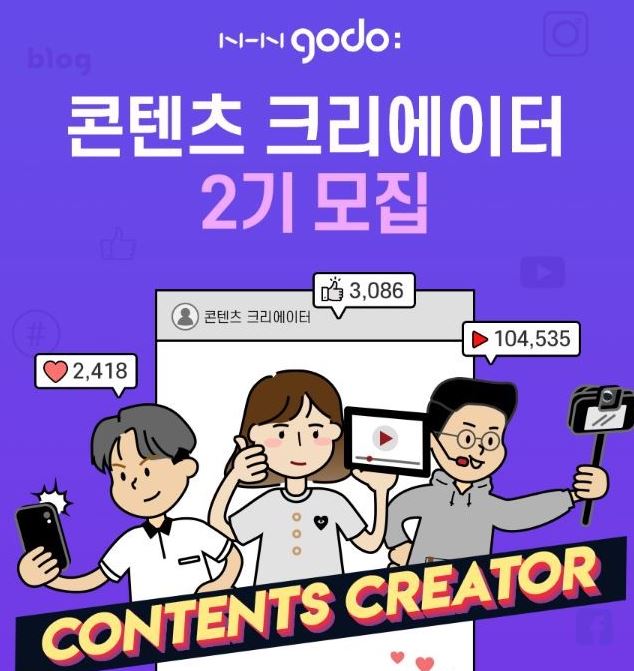 NHN godo:
blog
콘텐츠 크리에이터
2기 모집
3,086
콘텐츠 크리에이터
104,535
#
2,418
CONTENTS CREATOR